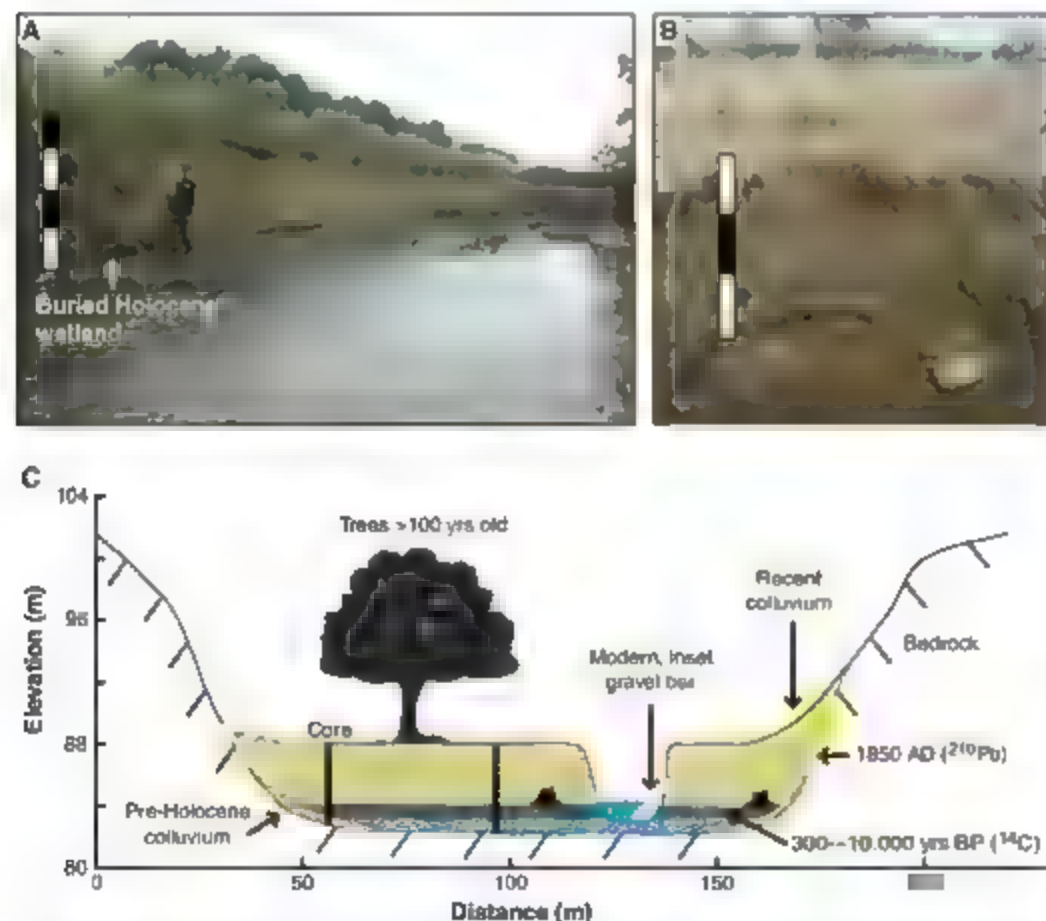 A
B
Buried Holocene
wetland
C
104
Trees >100 yrs old
Recent
colluvium
96
Elevation (m)
Modern, inset
gravel bar
Bedrock
Core
88
1850 AD (²¹⁰Pb)
Pre-Holocene
colluvium
300-~10,000 yrs BP (¹⁴C)
80
0
50
100
150
Distance (m)